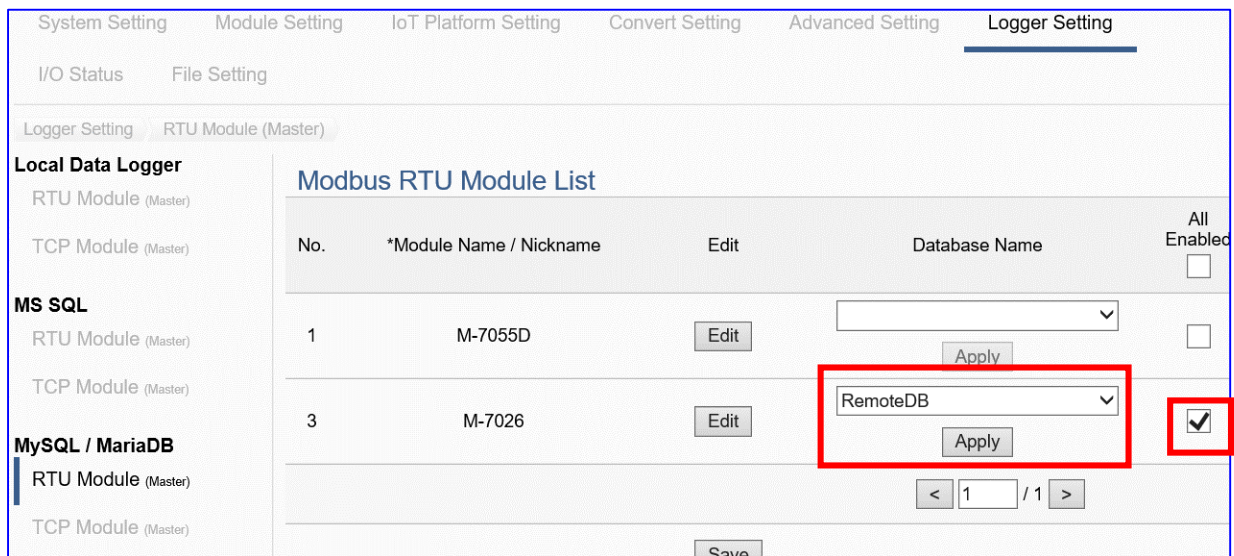 System Setting Module Setting IoT Platform Setting Convert Setting Advanced Setting Logger Setting
I/O Status File Setting
Logger Setting RTU Module (Master)
Local Data Logger
RTU Module (Master)
TCP Module (Master)
MS SQL
RTU Module (Master)
TCP Module (Master)
MySQL / MariaDB
RTU Module (Master)
TCP Module (Master)
Modbus RTU Module List
No. *Module Name / Nickname Edit Database Name All Enabled
1 M-7055D Edit
Apply
3 M-7026 Edit RemoteDB
Apply
< 1 / 1 >
Save